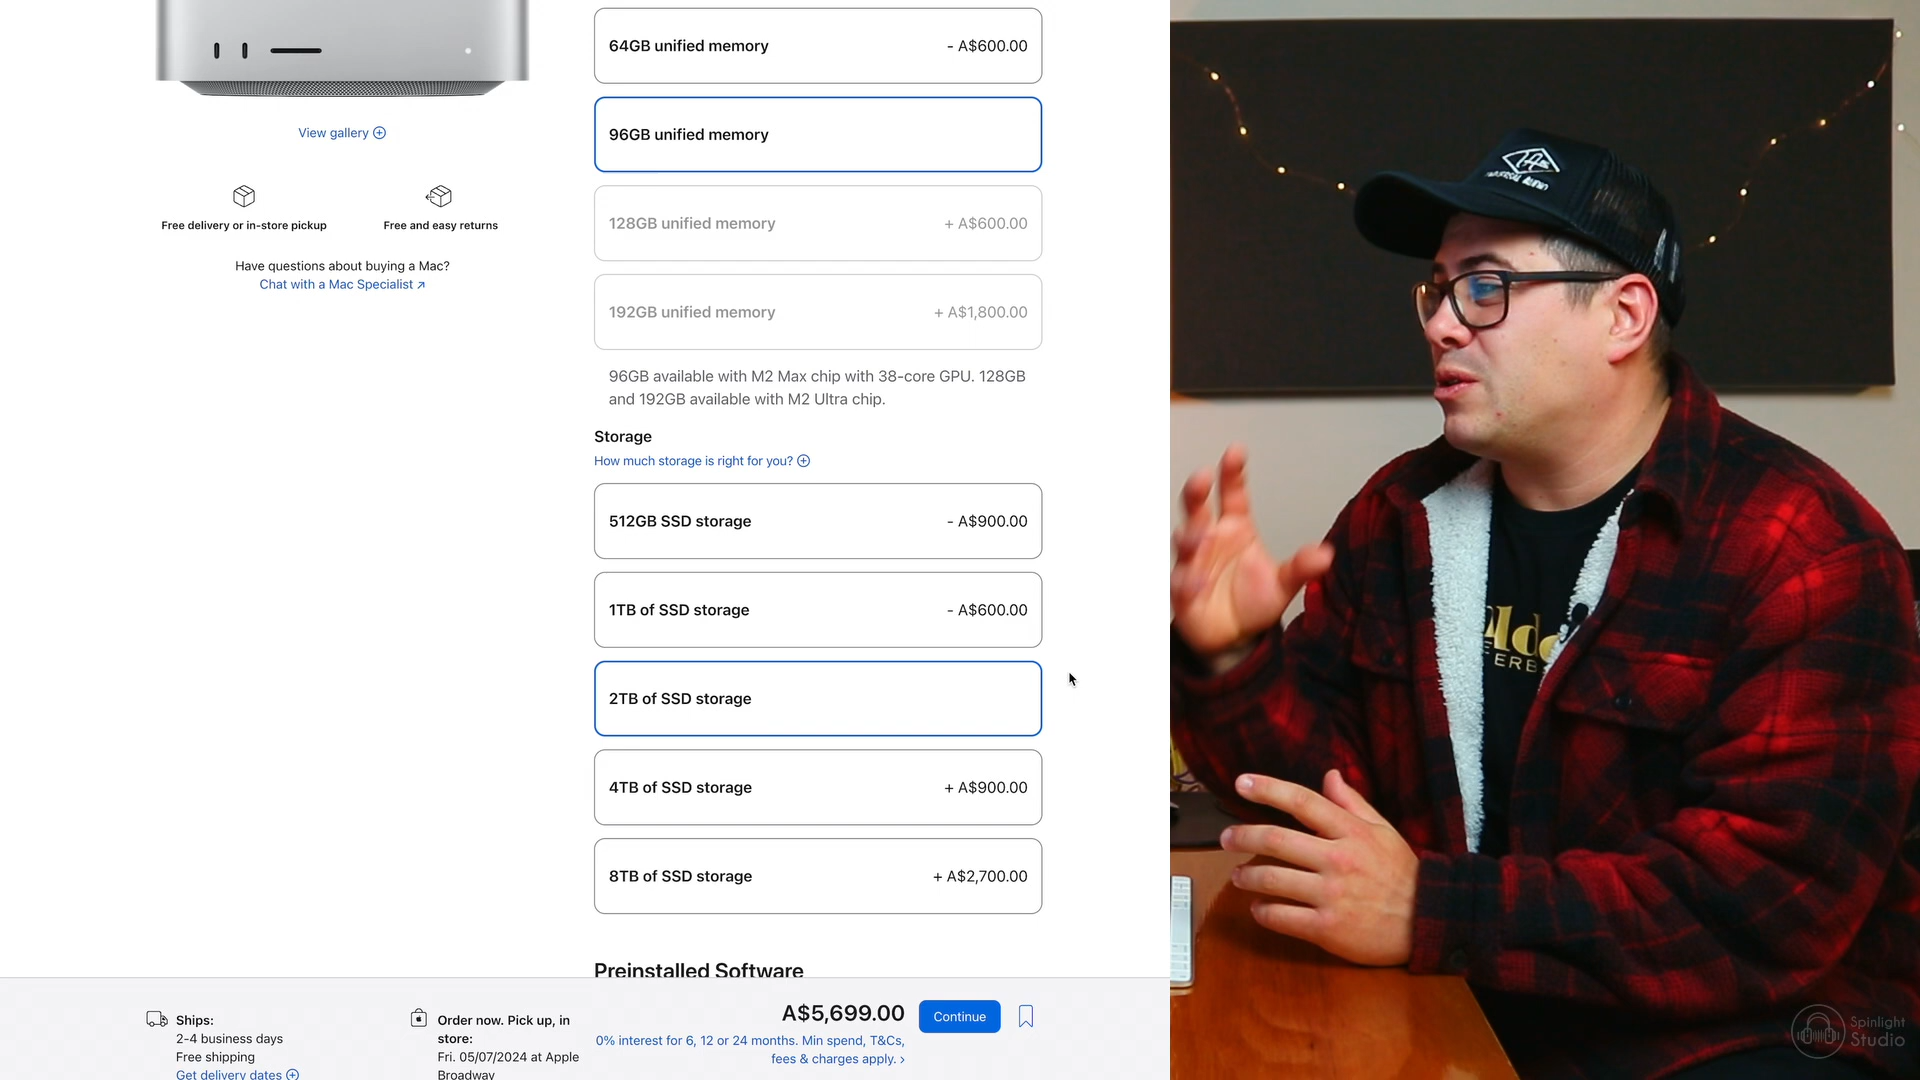 64GB unified memory
- A$600.00
96GB unified memory
View gallery
128GB unified memory
+ A$600.00
Free delivery or in-store pickup
Free and easy returns
Have questions about buying a Mac?
Chat with a Mac Specialist ↗
192GB unified memory
+ A$1,800.00
96GB available with M2 Max chip with 38-core GPU. 128GB
and 192GB available with M2 Ultra chip.
Storage
How much storage is right for you?
512GB SSD storage
- A$900.00
1TB of SSD storage
- A$600.00
2TB of SSD storage
4TB of SSD storage
+ A$900.00
8TB of SSD storage
+ A$2,700.00
Preinstalled Software
Ships:
2-4 business days
Free shipping
Get delivery dates
Order now. Pick up, in
store:
Fri. 05/07/2024 at Apple
Broadway
A$5,699.00
Continue
0% interest for 6, 12 or 24 months. Min spend, T&Cs,
fees & charges apply. >
Spinlight
Studio